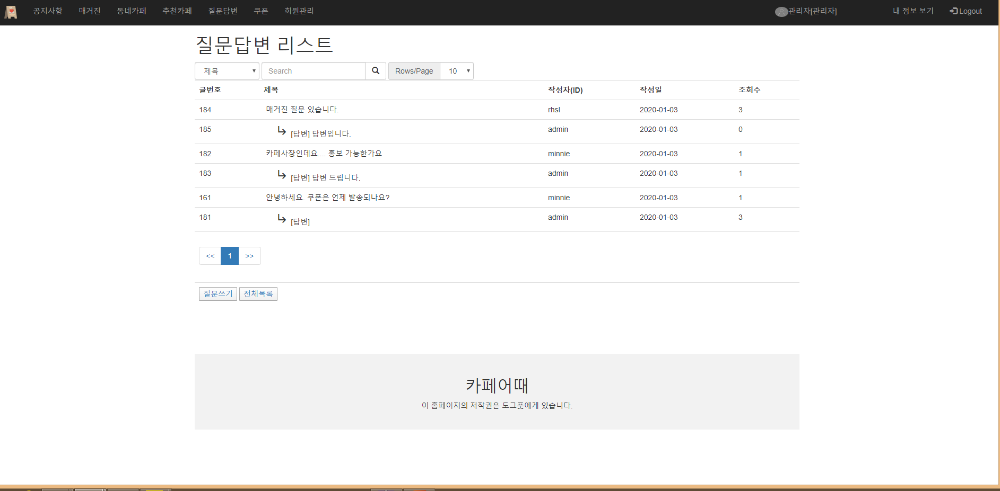 공지사항 매거진 동네카페 추천카페 질문답변 쿠폰 회원관리 관리자[관리자] 내 정보 보기 Logout
질문답변 리스트
제목 Search Rows/Page 10
글번호 제목 작성자(ID) 작성일 조회수
184 매거진 질문 있습니다. rhsl 2020-01-03 3
185 [답변] 답변입니다. admin 2020-01-03 0
182 카페사장인데요.... 홍보 가능한가요 minnie 2020-01-03 1
183 [답변] 답변 드립니다. admin 2020-01-03 1
161 안녕하세요. 쿠폰은 언제 발송되나요? minnie 2020-01-03 1
181 [답변] admin 2020-01-03 3
<< 1 >>
질문쓰기 전체목록
카페어때
이 홈페이지의 저작권은 도그풋에게 있습니다.